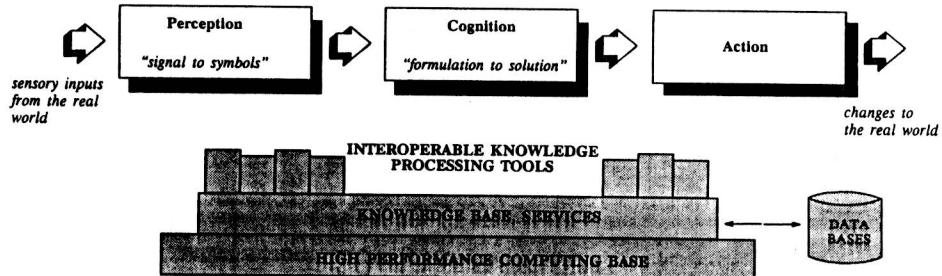 Perception
"signal to symbols"
Cognition
"formulation to solution"
Action
sensory inputs
from the real
world
changes to
the real world
INTEROPERABLE KNOWLEDGE
PROCESSING TOOLS
KNOWLEDGE BASE, SERVICES
DATA
BASES
HIGH PERFORMANCE COMPUTING BASE